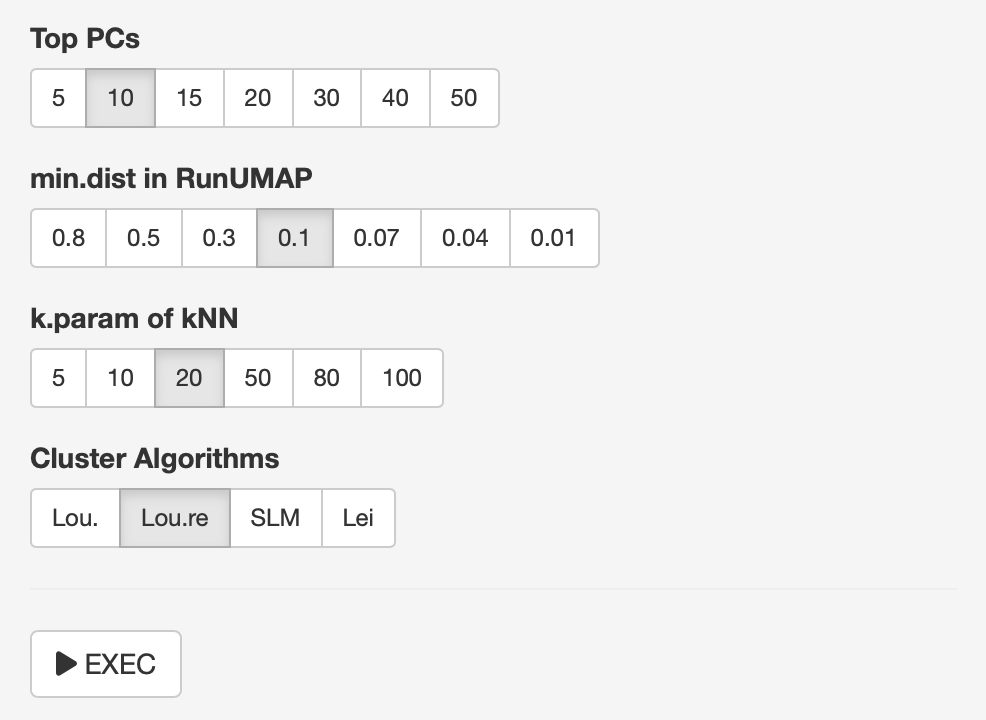 Top PCs
5 10 15 20 30 40 50
min.dist in RunUMAP
0.8 0.5 0.3 0.1 0.07 0.04 0.01
k.param of kNN
5 10 20 50 80 100
Cluster Algorithms
Lou. Lou.re SLM Lei
EXEC